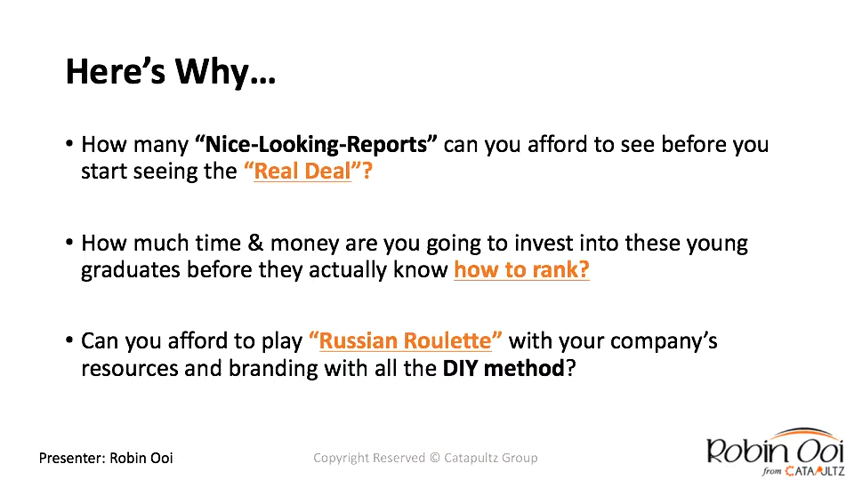 Here's Why...
• How many “Nice-Looking-Reports” can you afford to see before you
start seeing the “Real Deal”?
• How much time & money are you going to invest into these young
graduates before they actually know how to rank?
• Can you afford to play “Russian Roulette” with your company's
resources and branding with all the DIY method?
Presenter: Robin Ooi
Copyright Reserved © Catapultz Group
Robin Ooi
from CATAPULTZ